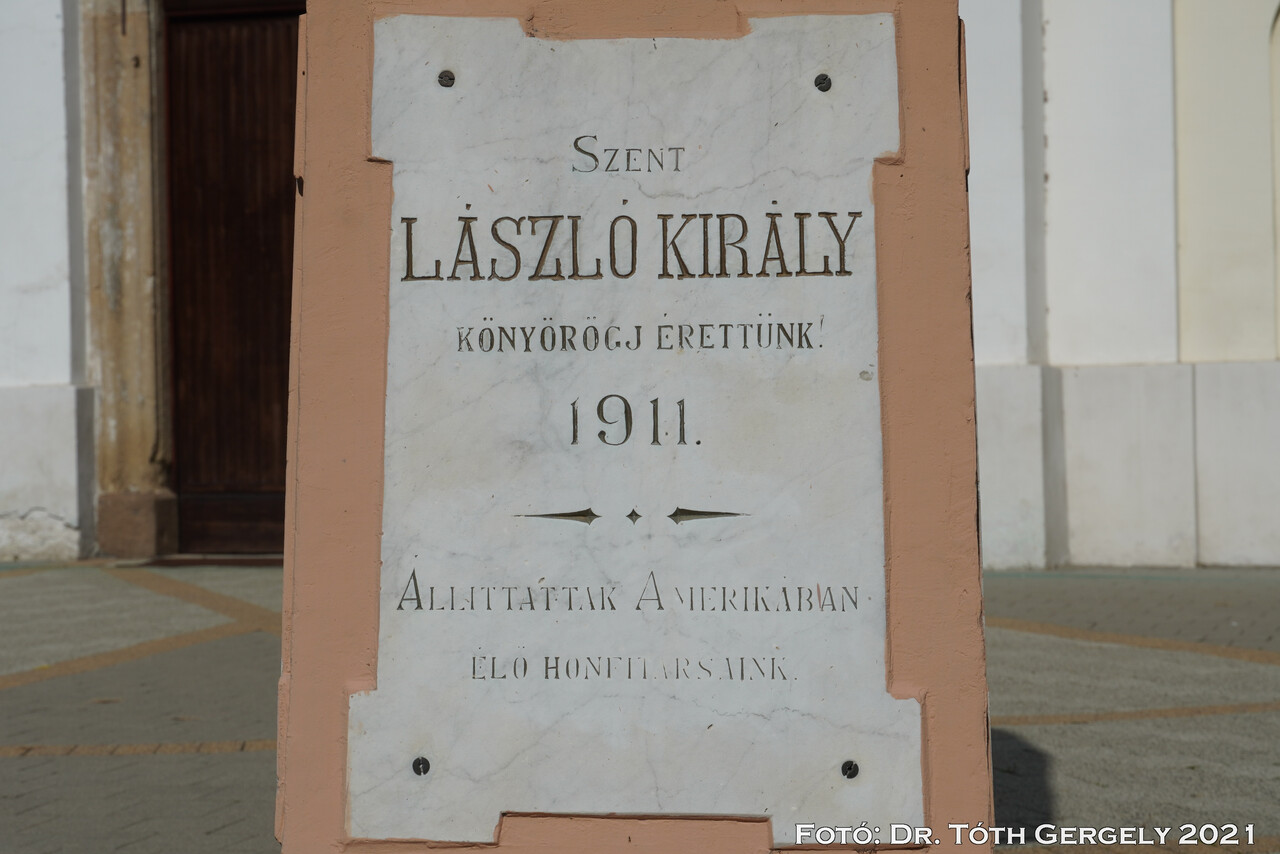 SZENT
LÁSZLÓ KIRÁLY
KÖNYÖRÖGJ ÉRETTÜNK!
1911.
ÁLLITTATTAK AMERIKÁBAN
ÉLŐ HONFITÁRSAINK.
FOTÓ: DR. TÓTH GERGELY 2021